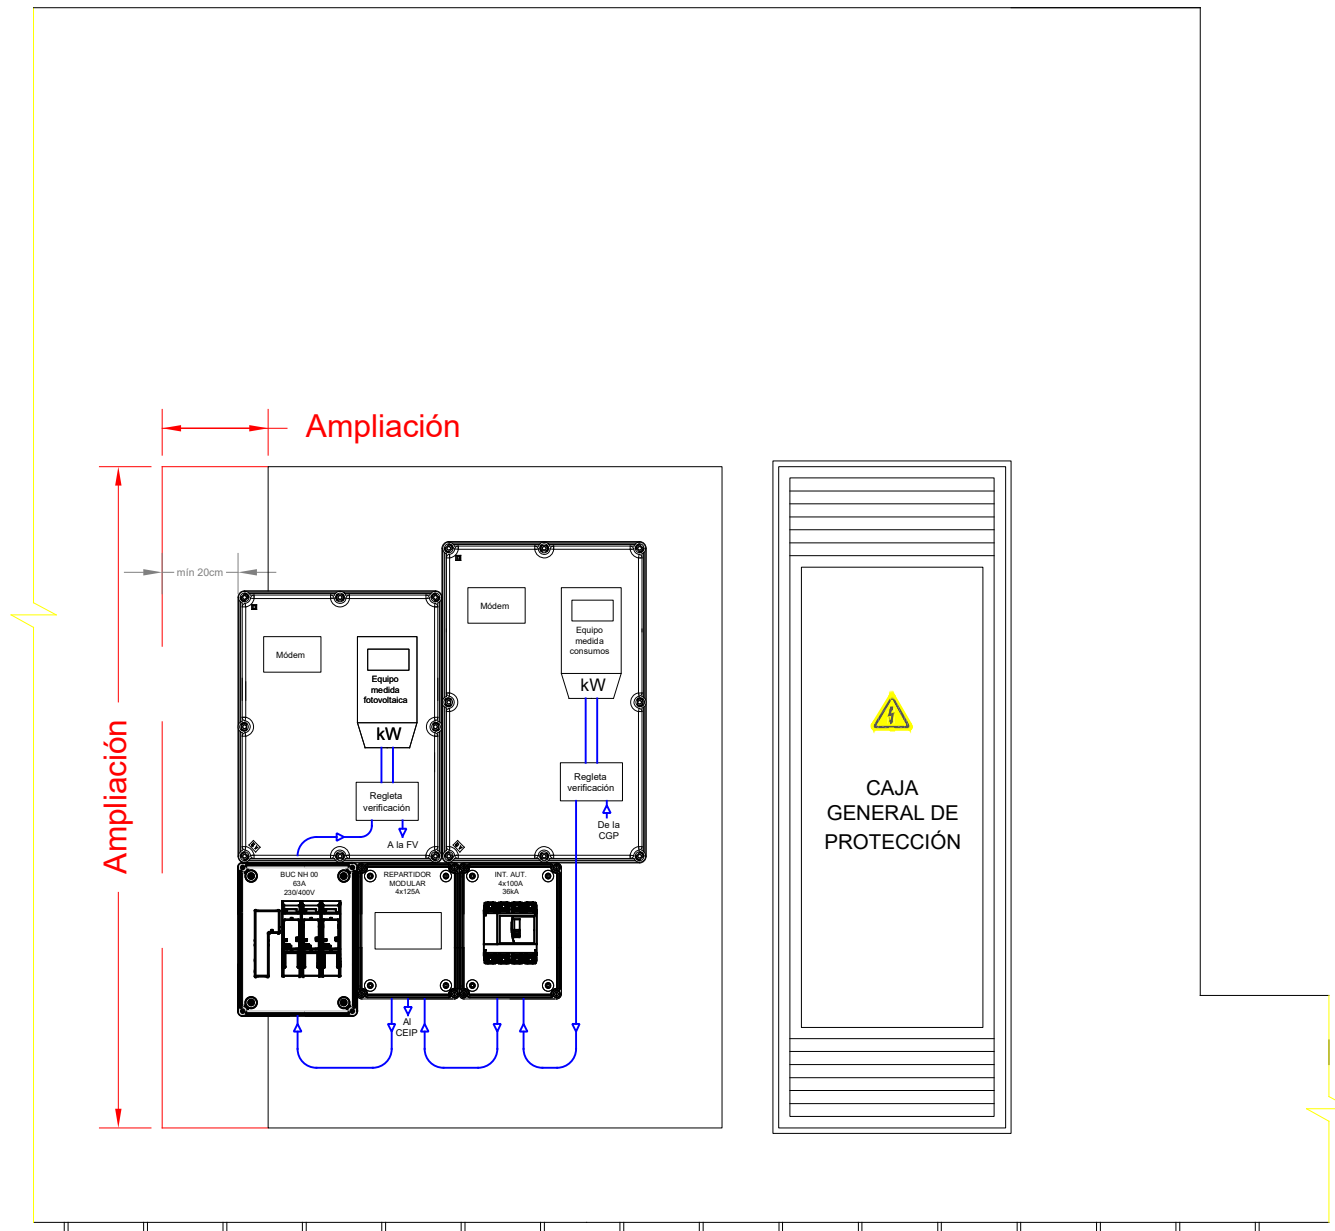 Ampliación
Ampliación
mín 20cm
Módem
Equipo
medida
consumos
kW
Regleta
verificación
De la
CGP
Módem
Equipo
medida
fotovoltaica
kW
Regleta
verificación
A la FV
BUC NH 00
63A
230/400V
REPARTIDOR
MODULAR
4x125A
INT. AUT.
4x100A
36kA
Al
CEIP
CAJA
GENERAL DE
PROTECCIÓN